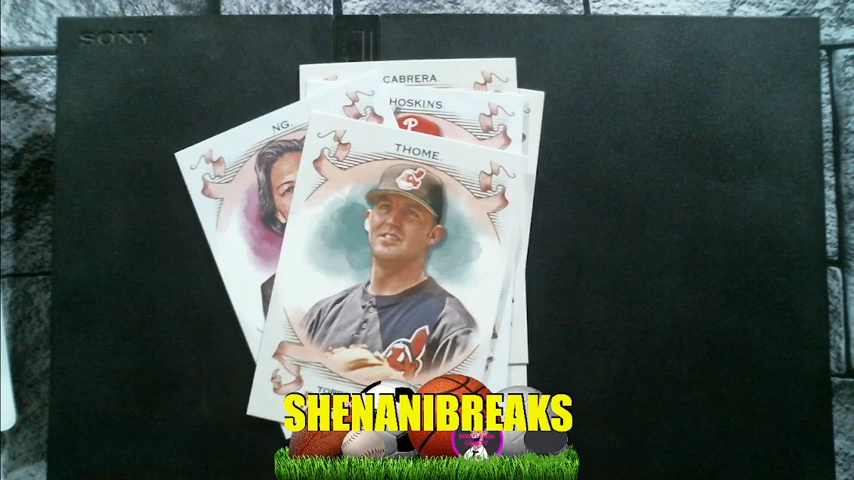 SONY
CABRERA
HOSKINS
NG
THOME
P
SHENANIBREAKS